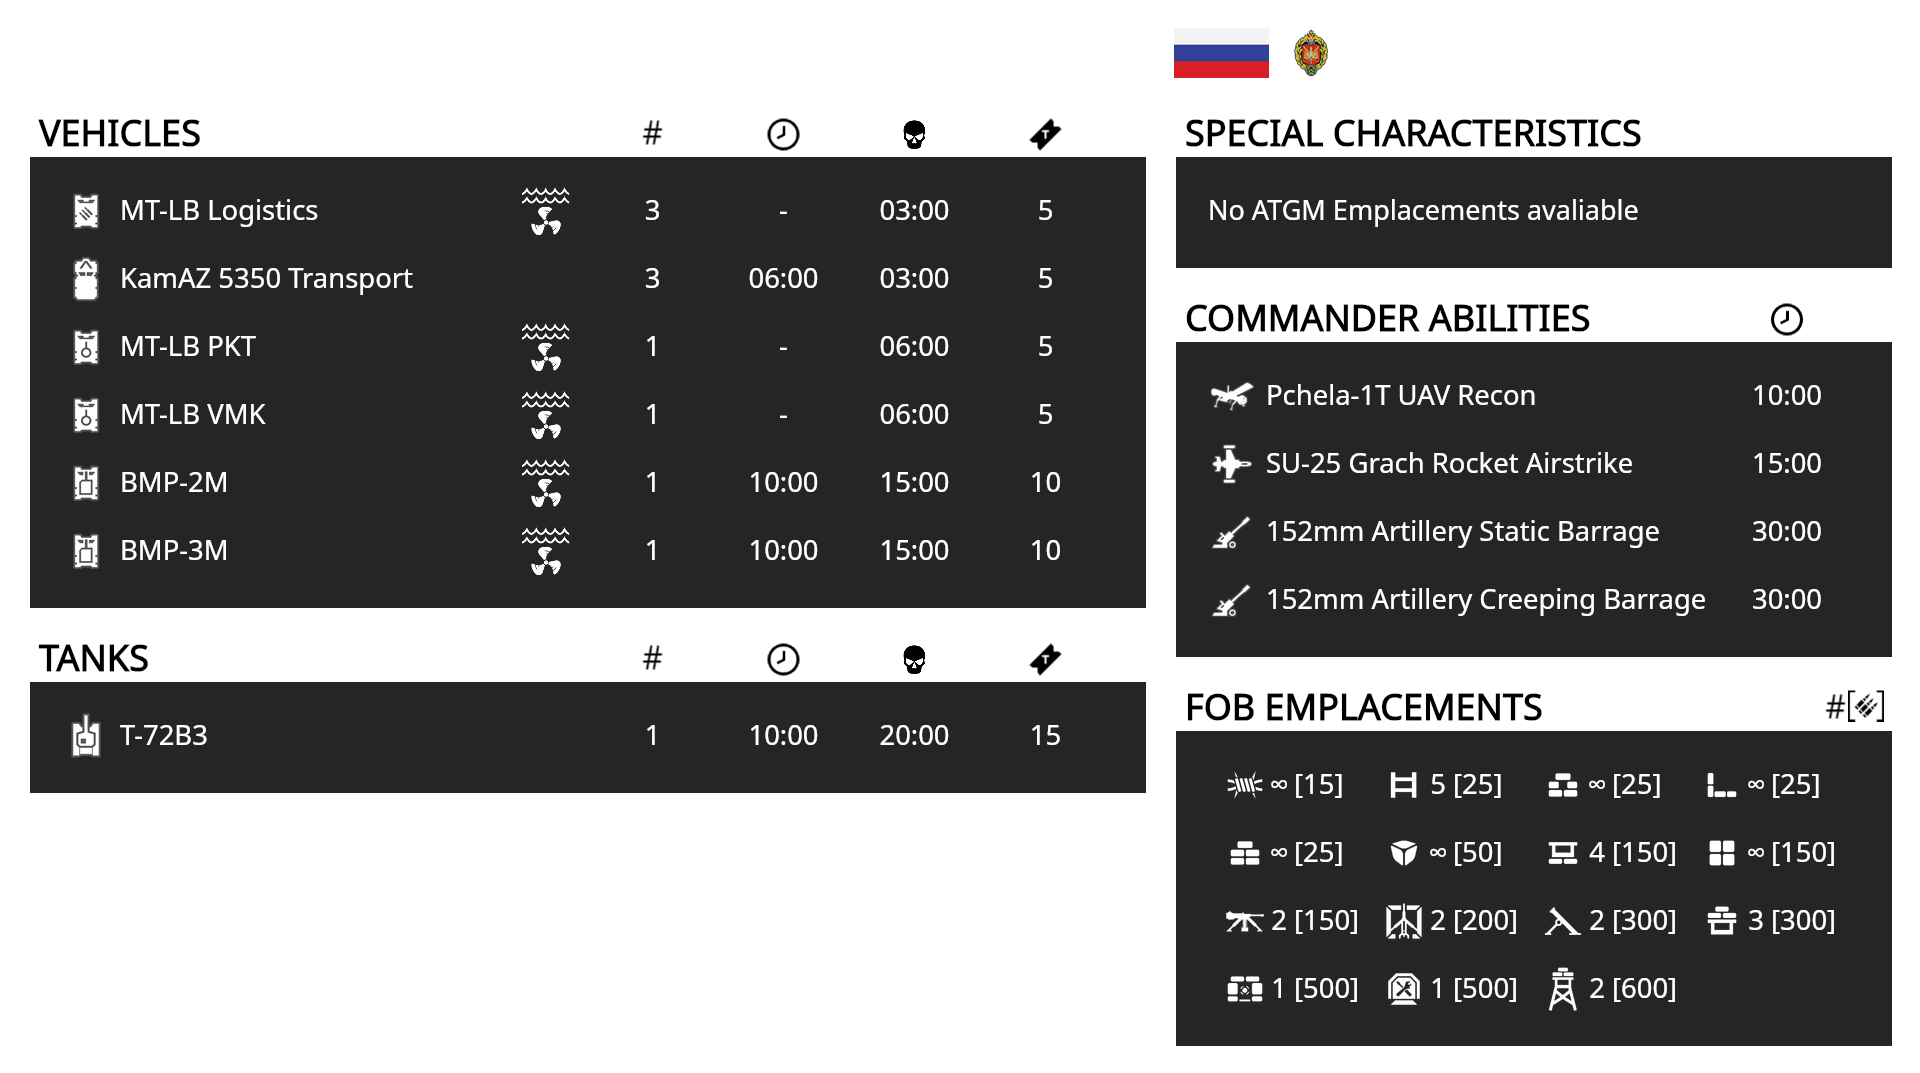 VEHICLES #
MT-LB Logistics 3 - 03:00 5
KamAZ 5350 Transport 3 06:00 03:00 5
MT-LB PKT 1 - 06:00 5
MT-LB VMK 1 - 06:00 5
BMP-2M 1 10:00 15:00 10
BMP-3M 1 10:00 15:00 10
TANKS #
T-72B3 1 10:00 20:00 15
SPECIAL CHARACTERISTICS
No ATGM Emplacements avaliable
COMMANDER ABILITIES
Pchela-1T UAV Recon 10:00
SU-25 Grach Rocket Airstrike 15:00
152mm Artillery Static Barrage 30:00
152mm Artillery Creeping Barrage 30:00
FOB EMPLACEMENTS #[]
∞ [15] 5 [25] ∞ [25] ∞ [25]
∞ [25] ∞ [50] 4 [150] ∞ [150]
2 [150] 2 [200] 2 [300] 3 [300]
1 [500] 1 [500] 2 [600]